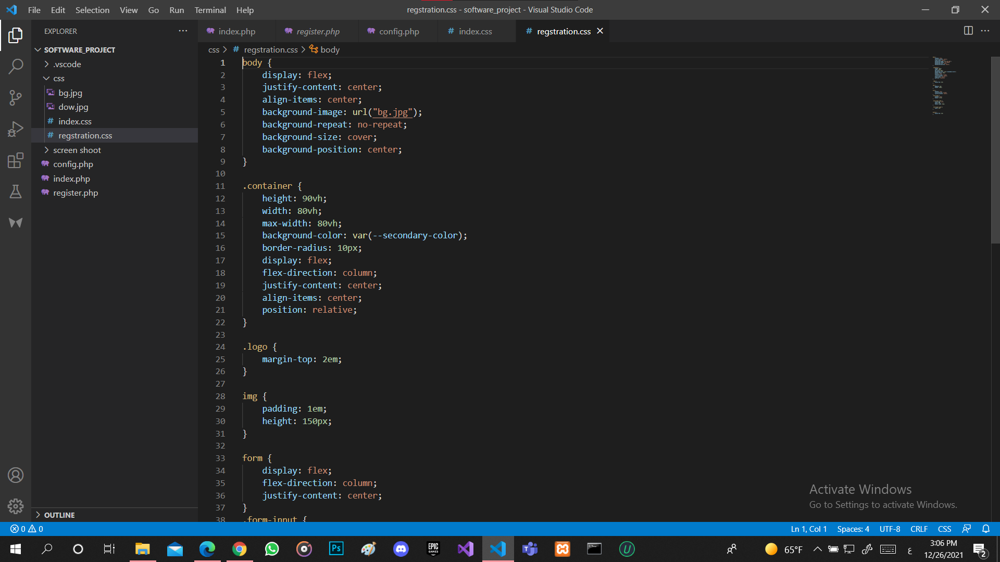 File Edit Selection View Go Run Terminal Help
regstration.css - software_project - Visual Studio Code
EXPLORER
SOFTWARE_PROJECT
.vscode
css
bg.jpg
dow.jpg
index.css
regstration.css
screen shoot
config.php
index.php
register.php
OUTLINE
index.php register.php config.php index.css regstration.css
css > regstration.css > body
1 body {
2 display: flex;
3 justify-content: center;
4 align-items: center;
5 background-image: url("bg.jpg");
6 background-repeat: no-repeat;
7 background-size: cover;
8 background-position: center;
9 }
10
11 .container {
12 height: 90vh;
13 width: 80vh;
14 max-width: 80vh;
15 background-color: var(--secondary-color);
16 border-radius: 10px;
17 display: flex;
18 flex-direction: column;
19 justify-content: center;
20 align-items: center;
21 position: relative;
22 }
23
24 .logo {
25 margin-top: 2em;
26 }
27
28 img {
29 padding: 1em;
30 height: 150px;
31 }
32
33 form {
34 display: flex;
35 flex-direction: column;
36 justify-content: center;
37 }
38 .form-input {
Activate Windows
Go to Settings to activate Windows.
0 0
Ln 1, Col 1 Spaces: 4 UTF-8 CRLF CSS
Ps
EPIC GAMES
65°F
ع
3:06 PM
12/26/2021
2